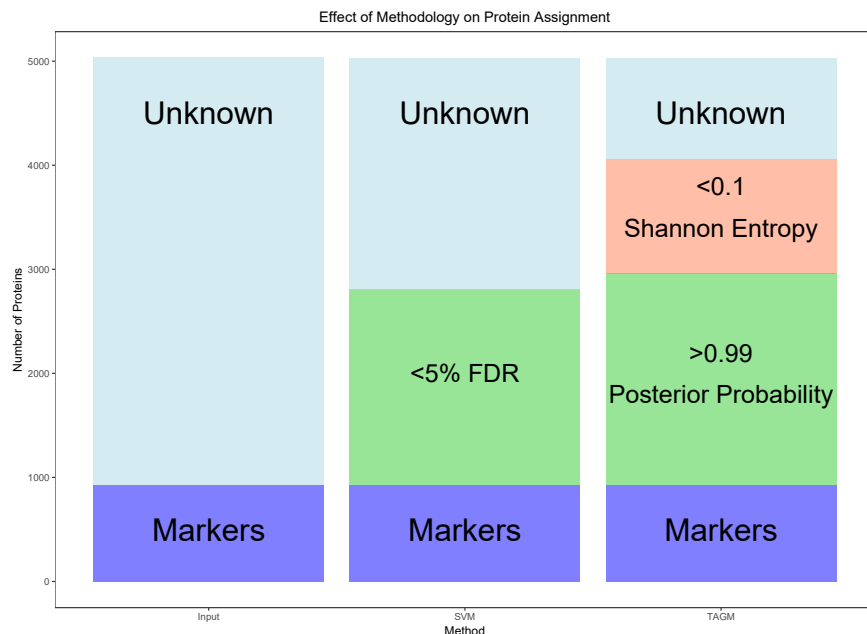 Effect of Methodology on Protein Assignment
Number of Proteins
5000
4000
3000
2000
1000
0
Unknown
Markers
Unknown
<5% FDR
Markers
Unknown
<0.1
Shannon Entropy
>0.99
Posterior Probability
Markers
Input
SVM
TAGM
Method